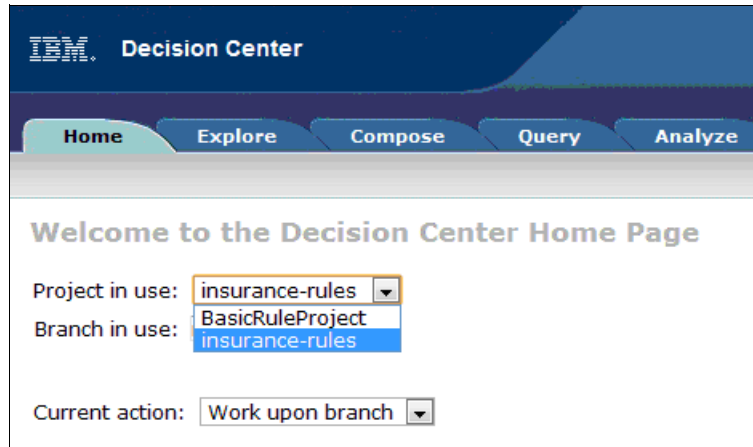 IBM. Decision Center
Home Explore Compose Query Analyze
Welcome to the Decision Center Home Page
Project in use: insurance-rules
BasicRuleProject
Branch in use:
insurance-rules
Current action: Work upon branch